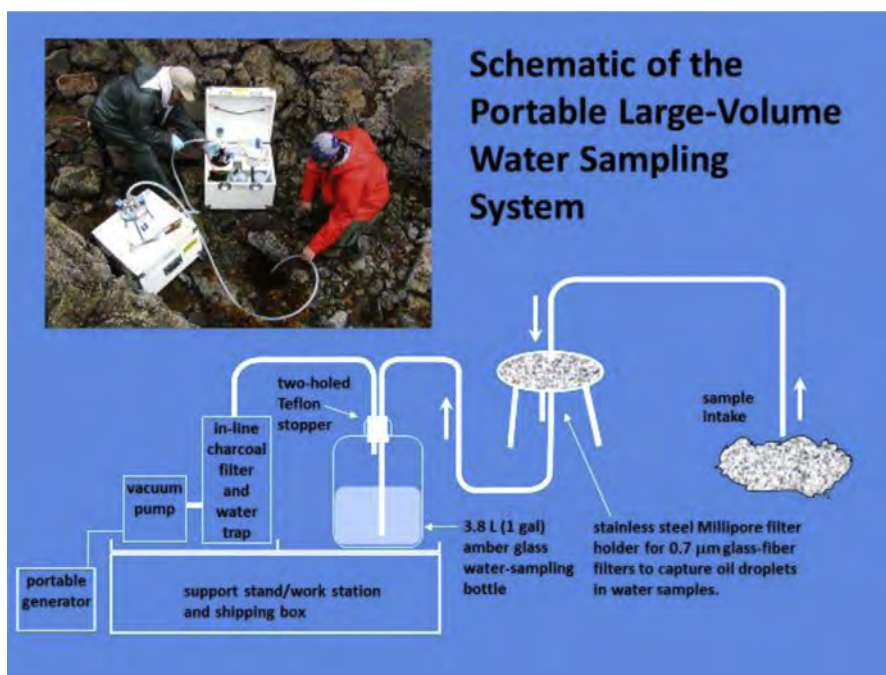 Schematic of the
Portable Large-Volume
Water Sampling
System
two-holed
Teflon
stopper
sample
intake
in-line
charcoal
filter
and
water
trap
vacuum
pump
3.8 L (1 gal)
amber glass
water-sampling
bottle
stainless steel Millipore filter
holder for 0.7 μm glass-fiber
filters to capture oil droplets
in water samples.
portable
generator
support stand/work station
and shipping box